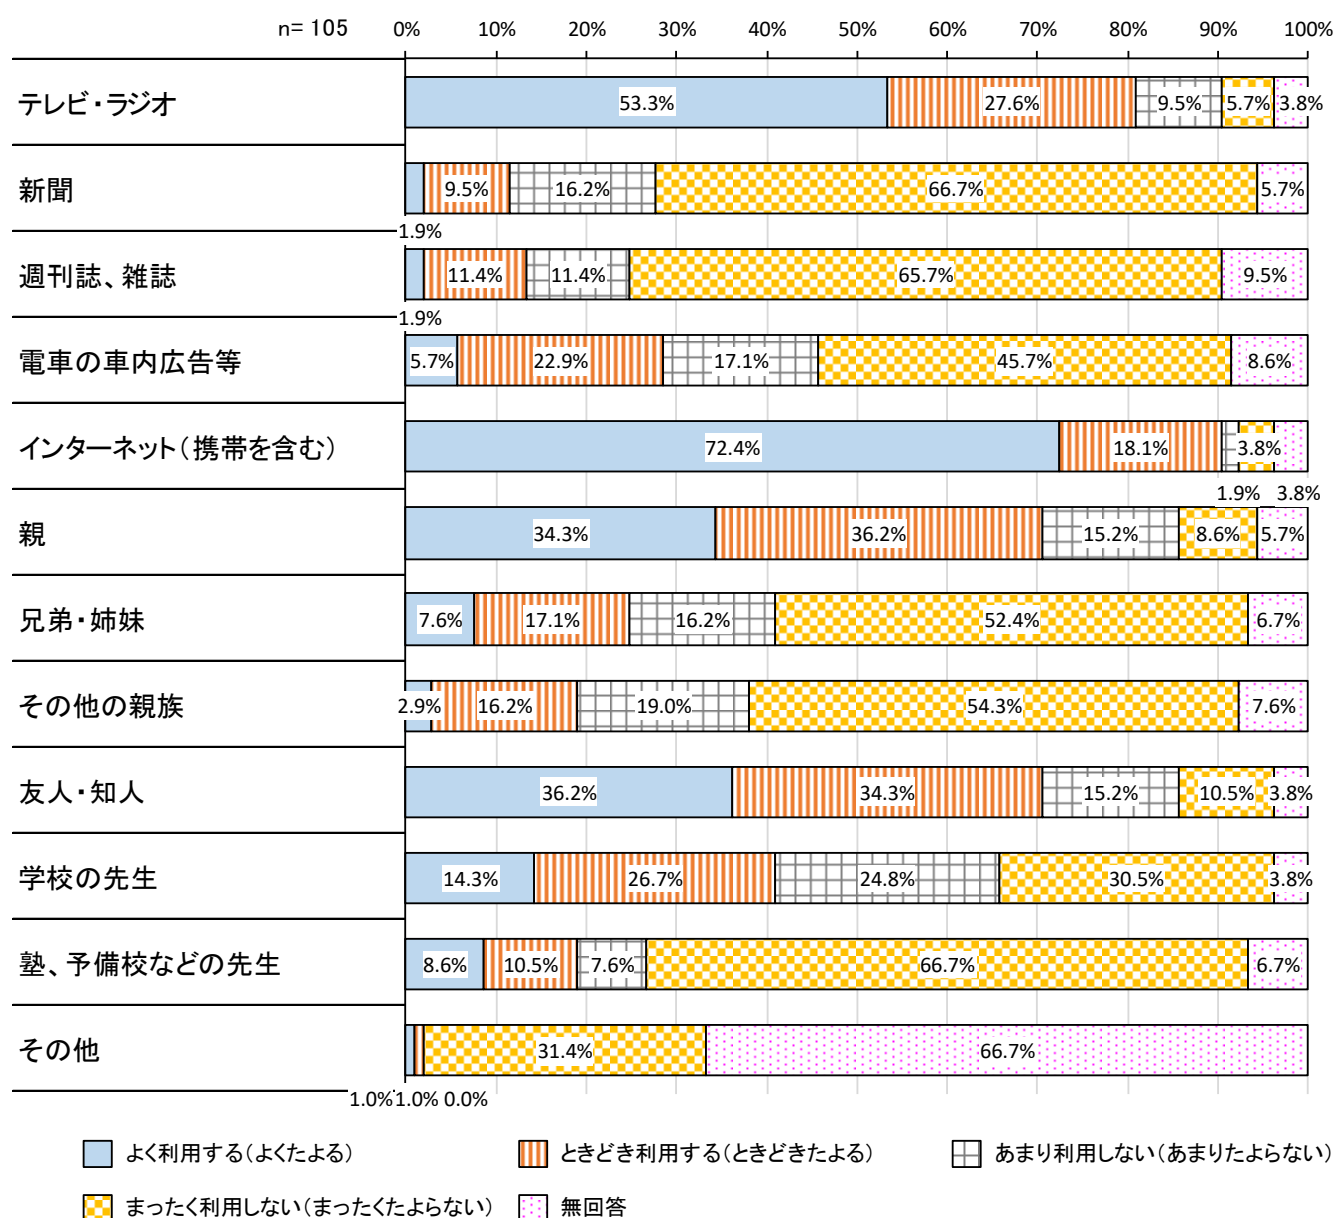 n= 105 0% 10% 20% 30% 40% 50% 60% 70% 80% 90% 100%
テレビ・ラジオ 53.3% 27.6% 9.5% 5.7% 3.8%
新聞 9.5% 16.2% 66.7% 5.7%
1.9%
週刊誌、雑誌 11.4% 11.4% 65.7% 9.5%
1.9%
電車の車内広告等 5.7% 22.9% 17.1% 45.7% 8.6%
インターネット（携帯を含む） 72.4% 18.1% 3.8%
1.9% 3.8%
親 34.3% 36.2% 15.2% 8.6% 5.7%
兄弟・姉妹 7.6% 17.1% 16.2% 52.4% 6.7%
その他の親族 2.9% 16.2% 19.0% 54.3% 7.6%
友人・知人 36.2% 34.3% 15.2% 10.5% 3.8%
学校の先生 14.3% 26.7% 24.8% 30.5% 3.8%
塾、予備校などの先生 8.6% 10.5% 7.6% 66.7% 6.7%
その他 31.4% 66.7%
1.0% 1.0% 0.0%
よく利用する（よくたよる） ときどき利用する（ときどきたよる） あまり利用しない（あまりたよらない）
まったく利用しない（まったくたよらない） 無回答